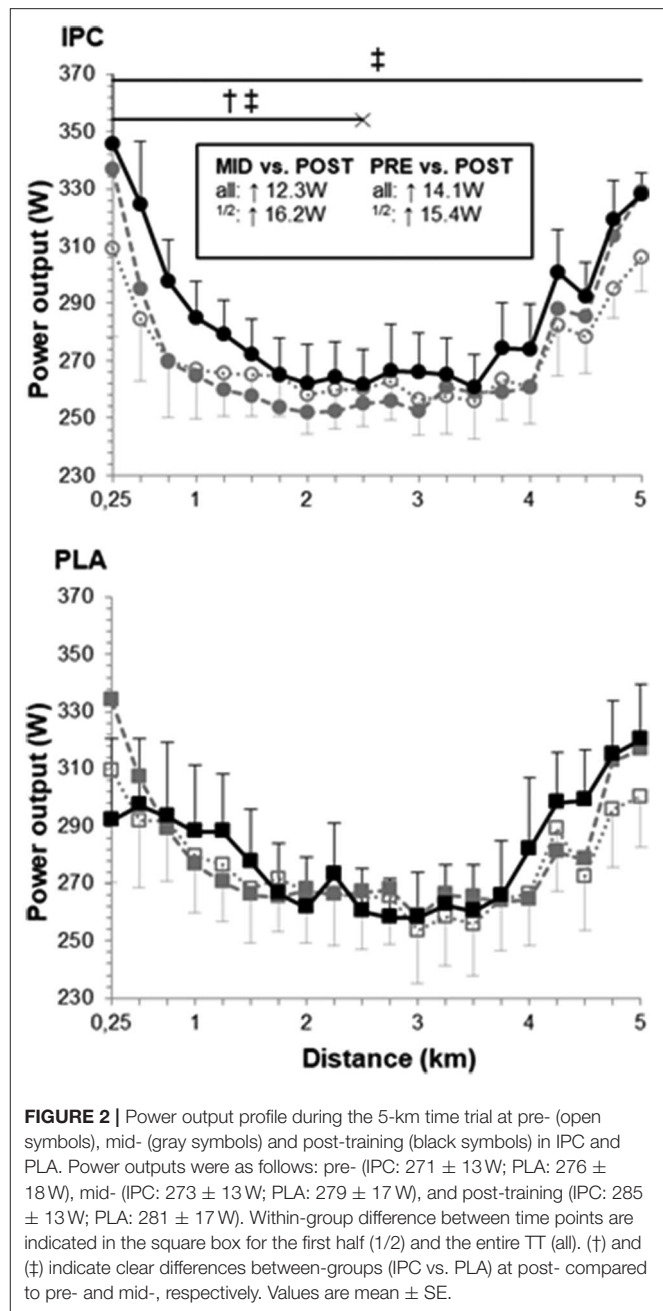 IPC
‡
† ‡
MID vs. POST PRE vs. POST
all: ↑ 12.3W all: ↑ 14.1W
1/2: ↑ 16.2W 1/2: ↑ 15.4W
Power output (W)
370
350
330
310
290
270
250
230
0,25 1 2 3 4 5
PLA
Power output (W)
370
350
330
310
290
270
250
230
0,25 1 2 3 4 5
Distance (km)
FIGURE 2 | Power output profile during the 5-km time trial at pre- (open
symbols), mid- (gray symbols) and post-training (black symbols) in IPC and
PLA. Power outputs were as follows: pre- (IPC: 271 ± 13 W; PLA: 276 ±
18 W), mid- (IPC: 273 ± 13 W; PLA: 279 ± 17 W), and post-training (IPC: 285
± 13 W; PLA: 281 ± 17 W). Within-group difference between time points are
indicated in the square box for the first half (1/2) and the entire TT (all). (†) and
(‡) indicate clear differences between-groups (IPC vs. PLA) at post- compared
to pre- and mid-, respectively. Values are mean ± SE.